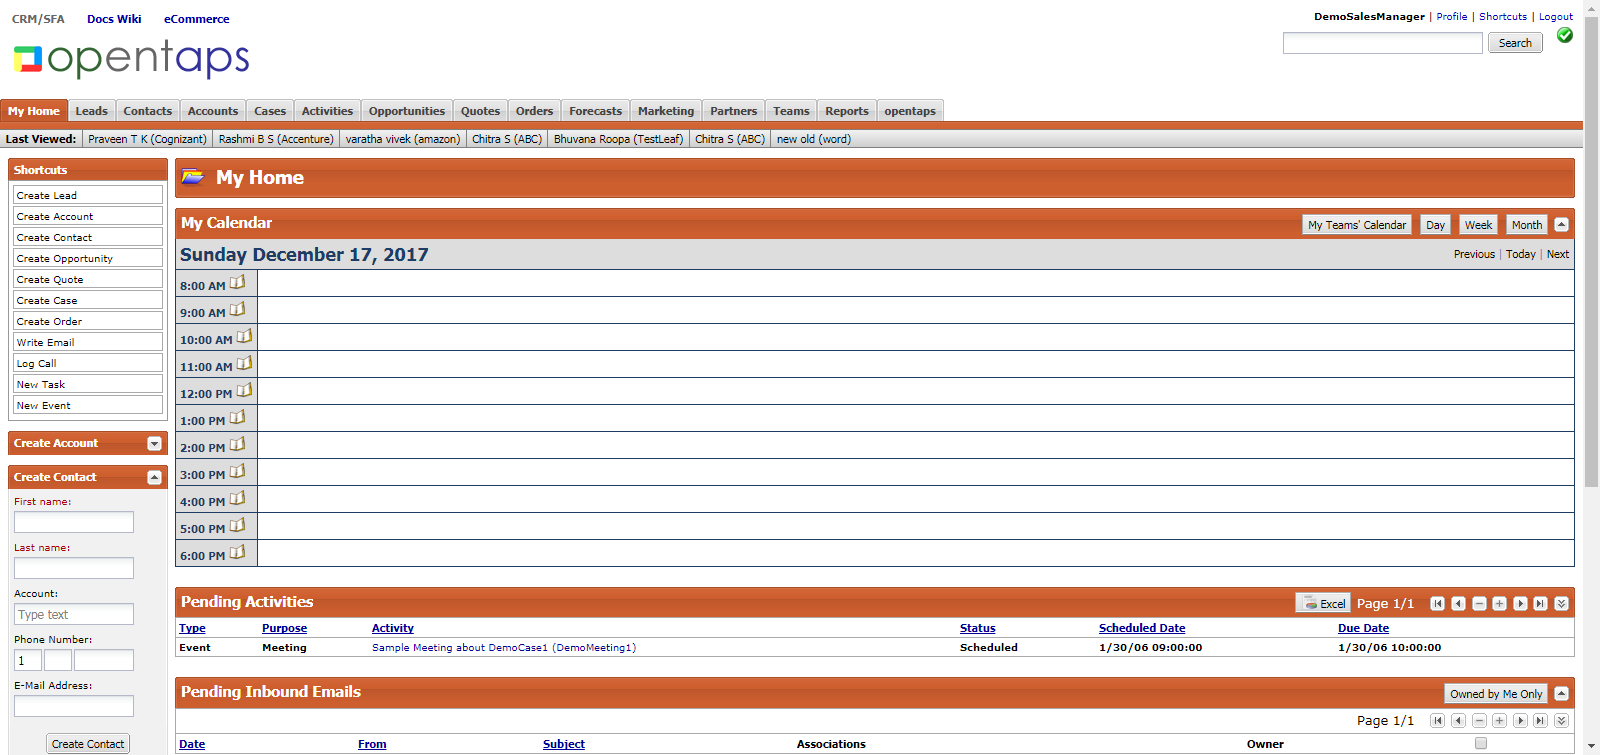 CRM/SFA Docs Wiki eCommerce
DemoSalesManager | Profile | Shortcuts | Logout
opentaps
Search
My Home Leads Contacts Accounts Cases Activities Opportunities Quotes Orders Forecasts Marketing Partners Teams Reports opentaps
Last Viewed: Praveen T K (Cognizant) Rashmi B S (Accenture) varatha vivek (amazon) Chitra S (ABC) Bhuvana Roopa (TestLeaf) Chitra S (ABC) new old (word)
Shortcuts
Create Lead
Create Account
Create Contact
Create Opportunity
Create Quote
Create Case
Create Order
Write Email
Log Call
New Task
New Event
Create Account
Create Contact
First name:
Last name:
Account:
Type text
Phone Number:
1
E-Mail Address:
Create Contact
My Home
My Calendar
My Teams' Calendar Day Week Month
Sunday December 17, 2017
Previous | Today | Next
8:00 AM
9:00 AM
10:00 AM
11:00 AM
12:00 PM
1:00 PM
2:00 PM
3:00 PM
4:00 PM
5:00 PM
6:00 PM
Pending Activities
Excel Page 1/1
Type Purpose Activity Status Scheduled Date Due Date
Event Meeting Sample Meeting about DemoCase1 (DemoMeeting1) Scheduled 1/30/06 09:00:00 1/30/06 10:00:00
Pending Inbound Emails
Owned by Me Only
Page 1/1
Date From Subject Associations Owner